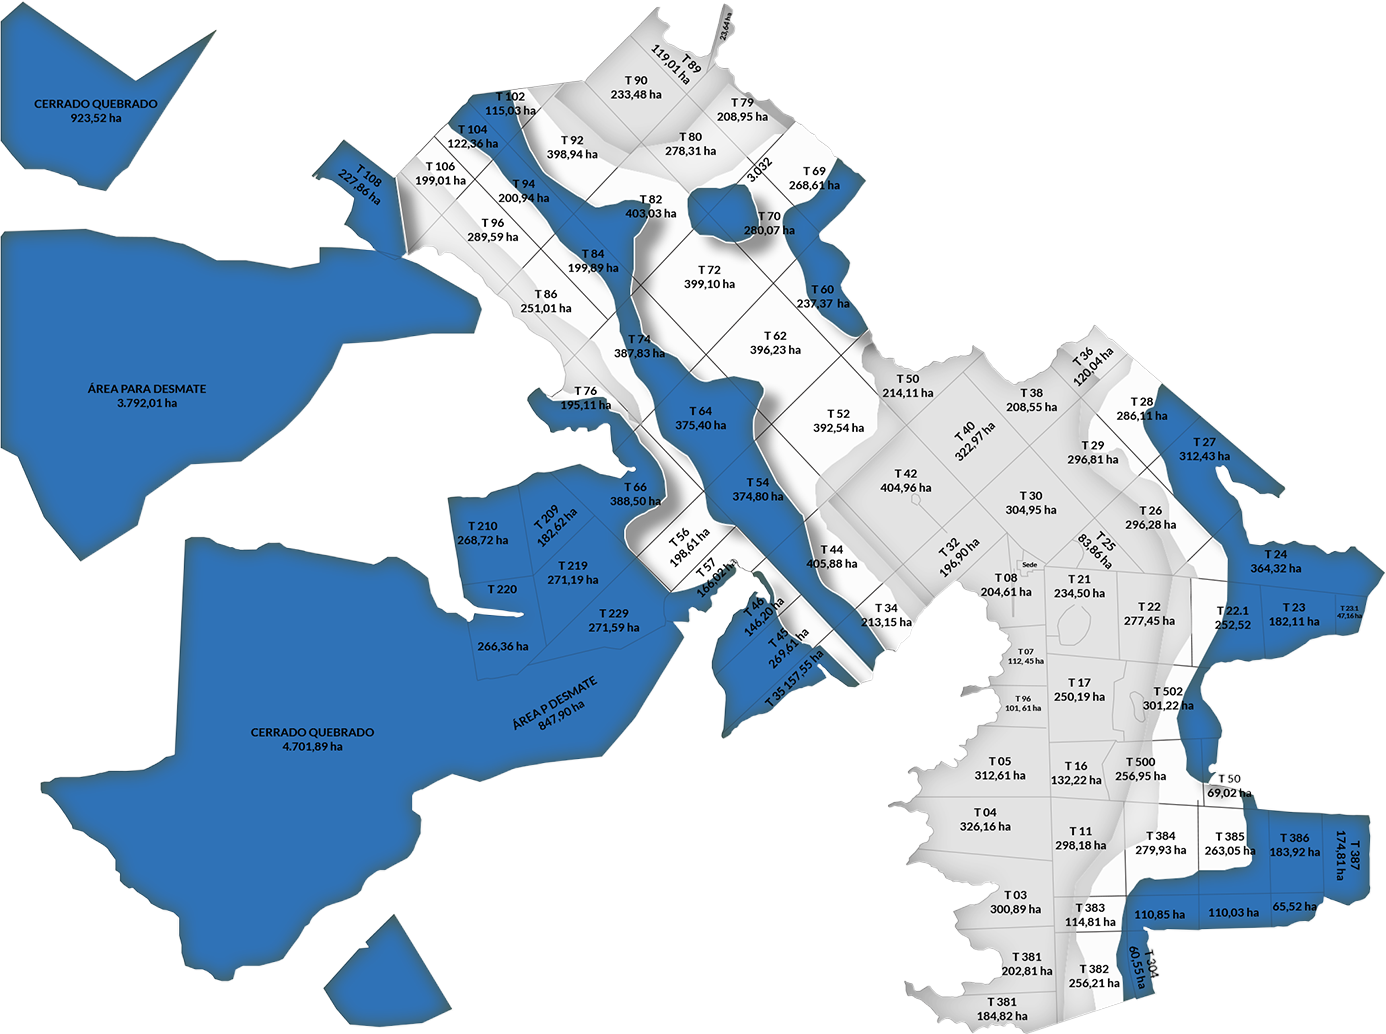 CERRADO QUEBRADO
923,52 ha
T 108
227,86 ha
ÁREA PARA DESMATE
3.792,01 ha
CERRADO QUEBRADO
4.701,89 ha
ÁREA P DESMATE
847,90 ha
T 210
268,72 ha
T 209
182,62 ha
T 219
271,19 ha
T 220
266,36 ha
T 229
271,59 ha
23,64 ha
T 89
119,01 ha
T 90
233,48 ha
T 79
208,95 ha
T 80
278,31 ha
T 102
115,03 ha
T 104
122,36 ha
T 92
398,94 ha
T 106
199,01 ha
T 94
200,94 ha
T 82
403,03 ha
3.032
T 69
268,61 ha
T 70
280,07 ha
T 96
289,59 ha
T 84
199,89 ha
T 72
399,10 ha
T 60
237,37 ha
T 86
251,01 ha
T 74
387,83 ha
T 62
396,23 ha
T 76
195,11 ha
T 64
375,40 ha
T 52
392,54 ha
T 50
214,11 ha
T 66
388,50 ha
T 54
374,80 ha
T 56
198,61 ha
T 57
166,02 ha
T 44
405,88 ha
T 46
146,20 ha
T 45
269,61 ha
T 35 157,55 ha
T 34
213,15 ha
T 36
120,04 ha
T 38
208,55 ha
T 40
322,97 ha
T 42
404,96 ha
T 28
286,11 ha
T 29
296,81 ha
T 27
312,43 ha
T 30
304,95 ha
T 26
296,28 ha
T 32
196,90 ha
T 25
83,86 ha
T 24
364,32 ha
Sede
T 08
204,61 ha
T 21
234,50 ha
T 22
277,45 ha
T 22.1
252,52
T 23
182,11 ha
T 23.1
47,16 ha
T 07
112, 45 ha
T 96
101, 61 ha
T 17
250,19 ha
T 502
301,22 ha
T 05
312,61 ha
T 16
132,22 ha
T 500
256,95 ha
T 50
69,02 ha
T 04
326,16 ha
T 11
298,18 ha
T 384
279,93 ha
T 385
263,05 ha
T 386
183,92 ha
T 387
174,81 ha
T 03
300,89 ha
T 383
114,81 ha
110,85 ha
110,03 ha
65,52 ha
T 381
202,81 ha
T 382
256,21 ha
T 304
60,55 ha
T 381
184,82 ha